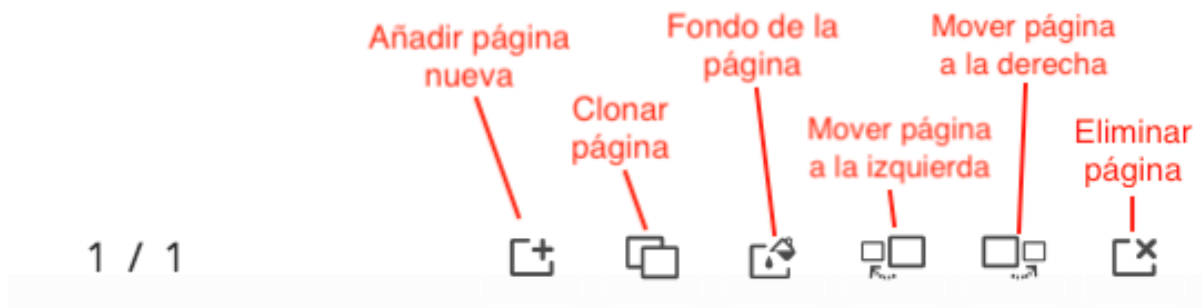 Añadir página
nueva
Clonar
página
Fondo de la
página
Mover página
a la izquierda
Mover página
a la derecha
Eliminar
página
1 / 1